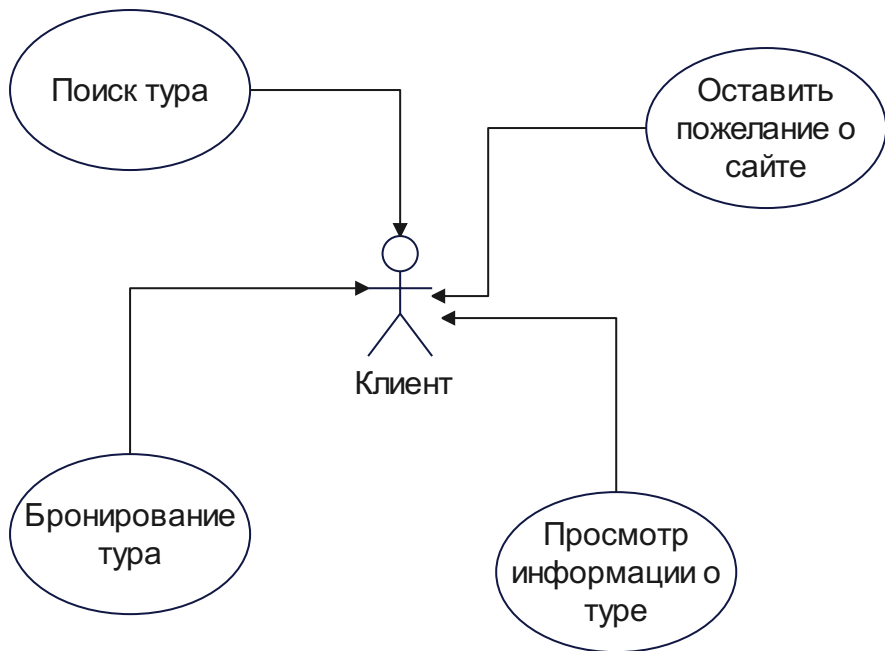 Поиск тура
Оставить
пожелание о
сайте
Клиент
Бронирование
тура
Просмотр
информации о
туре